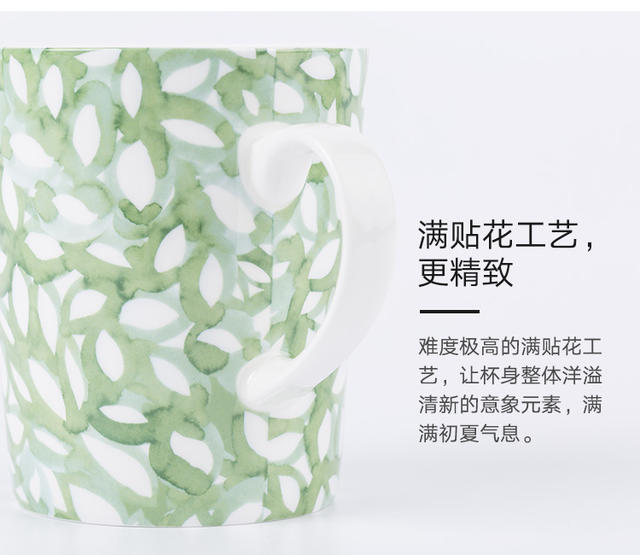 满贴花工艺，
更精致
难度极高的满贴花工
艺，让杯身整体洋溢
清新的意象元素，满
满初夏气息。